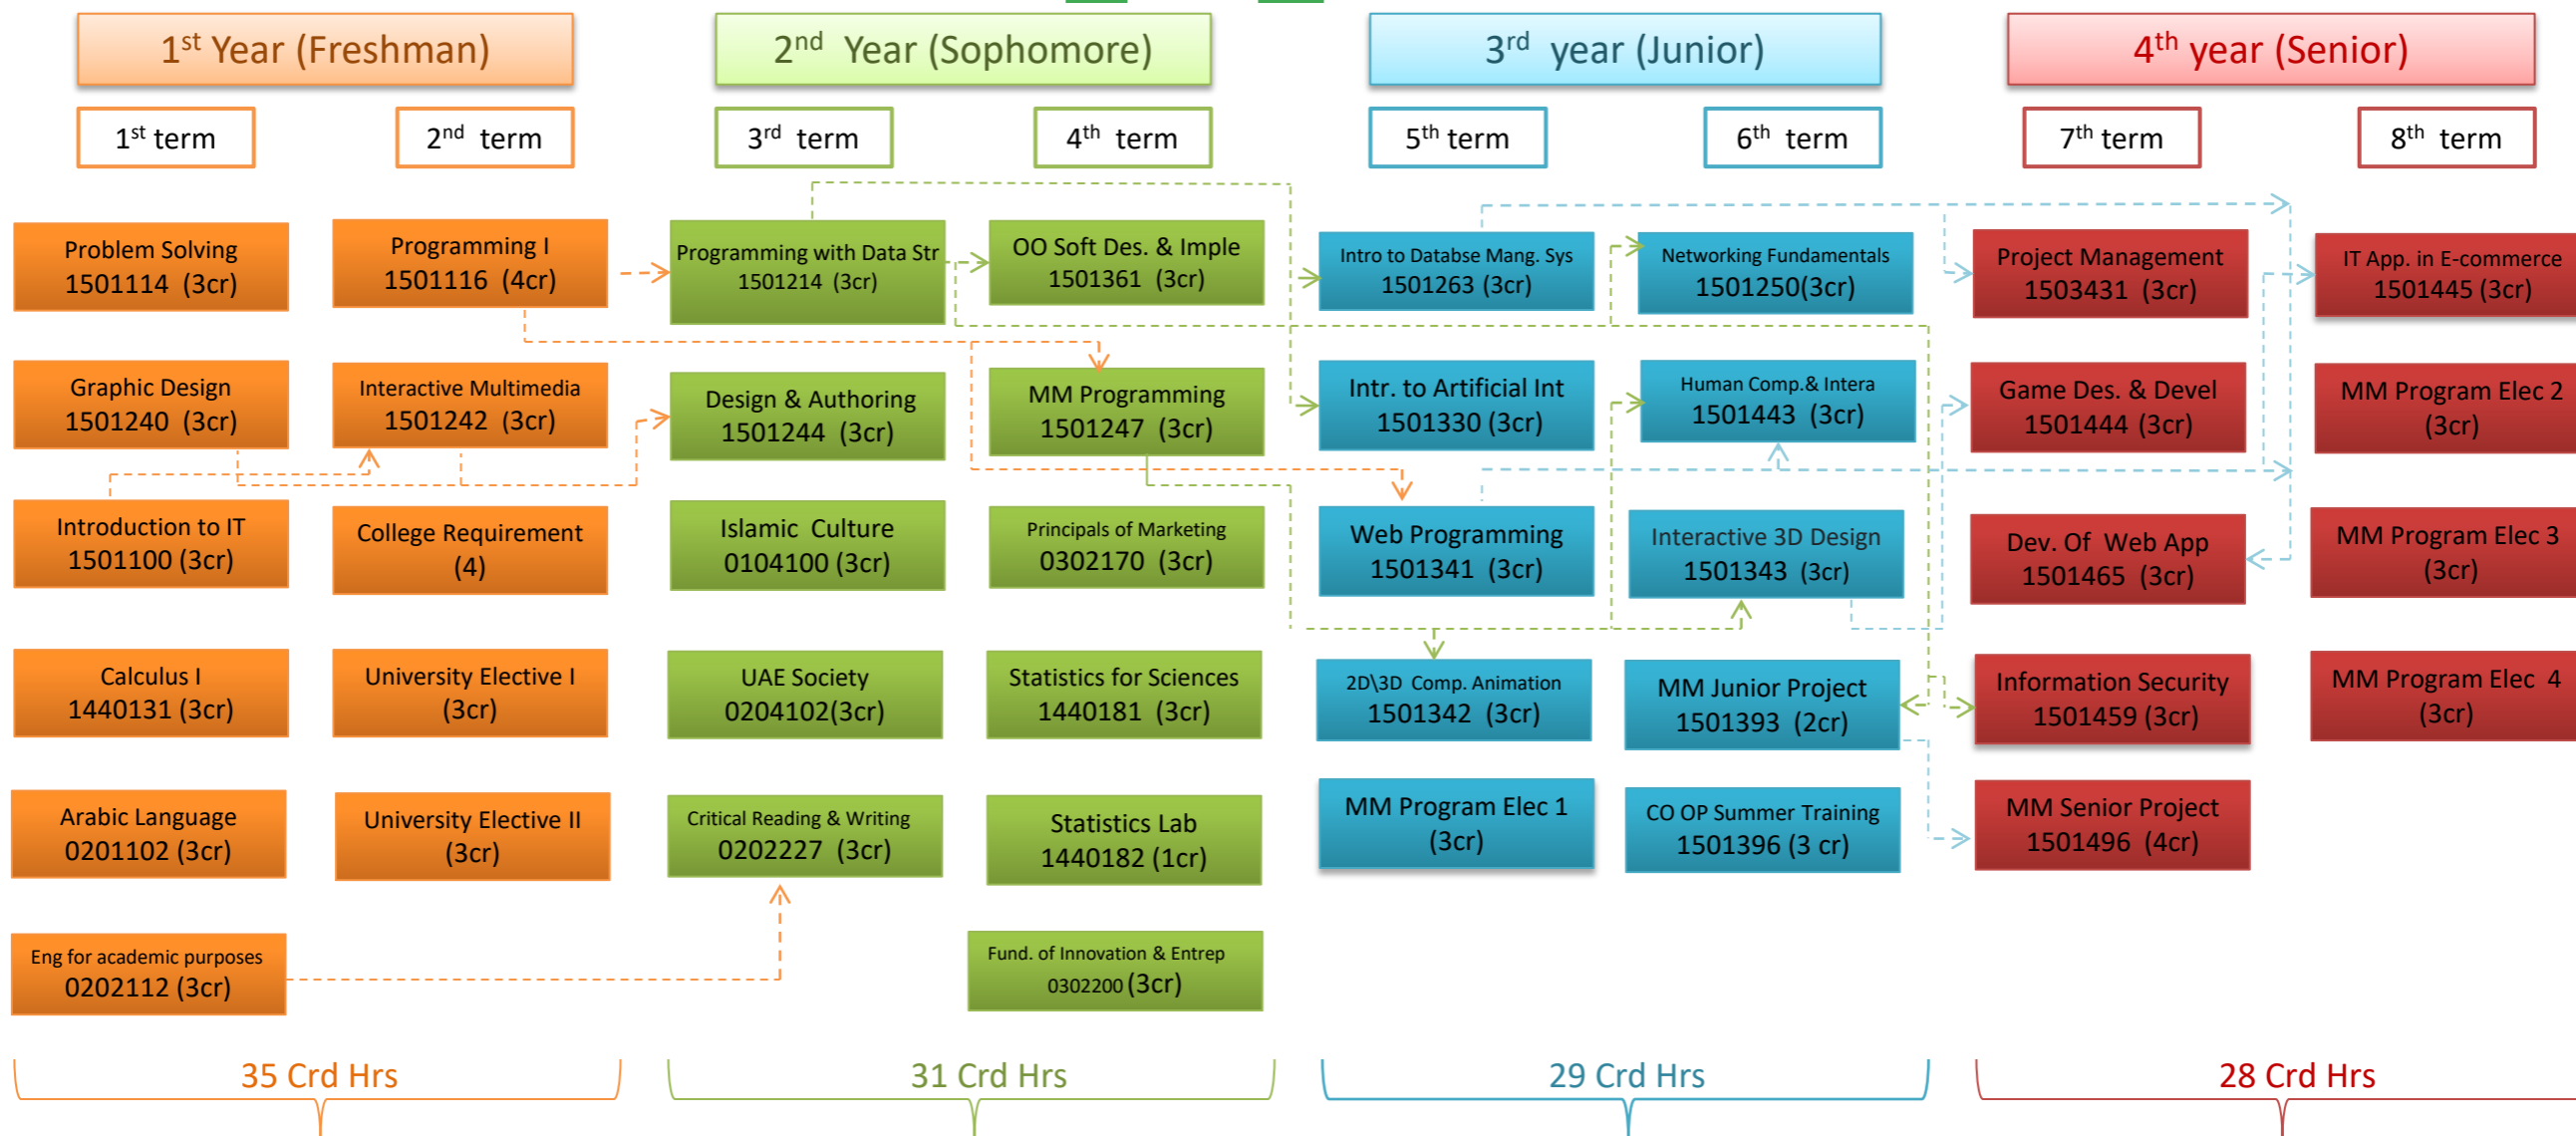 1st Year (Freshman)
2nd Year (Sophomore)
3rd year (Junior)
4th year (Senior)
1st term
2nd term
3rd term
4th term
5th term
6th term
7th term
8th term
Problem Solving
1501114 (3cr)
Programming I
1501116 (4cr)
Programming with Data Str
1501214 (3cr)
OO Soft Des. & Imple
1501361 (3cr)
Intro to Databse Mang. Sys
1501263 (3cr)
Networking Fundamentals
1501250(3cr)
Project Management
1503431 (3cr)
IT App. in E-commerce
1501445 (3cr)
Graphic Design
1501240 (3cr)
Interactive Multimedia
1501242 (3cr)
Design & Authoring
1501244 (3cr)
MM Programming
1501247 (3cr)
Intr. to Artificial Int
1501330 (3cr)
Human Comp.& Intera
1501443 (3cr)
Game Des. & Devel
1501444 (3cr)
MM Program Elec 2
(3cr)
Introduction to IT
1501100 (3cr)
College Requirement
(4)
Islamic Culture
0104100 (3cr)
Principals of Marketing
0302170 (3cr)
Web Programming
1501341 (3cr)
Interactive 3D Design
1501343 (3cr)
Dev. Of Web App
1501465 (3cr)
MM Program Elec 3
(3cr)
Calculus I
1440131 (3cr)
University Elective I
(3cr)
UAE Society
0204102(3cr)
Statistics for Sciences
1440181 (3cr)
2D\3D Comp. Animation
1501342 (3cr)
MM Junior Project
1501393 (2cr)
Information Security
1501459 (3cr)
MM Program Elec 4
(3cr)
Arabic Language
0201102 (3cr)
University Elective II
(3cr)
Critical Reading & Writing
0202227 (3cr)
Statistics Lab
1440182 (1cr)
MM Program Elec 1
(3cr)
CO OP Summer Training
1501396 (3 cr)
MM Senior Project
1501496 (4cr)
Eng for academic purposes
0202112 (3cr)
Fund. of Innovation & Entrep
0302200 (3cr)
35 Crd Hrs
31 Crd Hrs
29 Crd Hrs
28 Crd Hrs